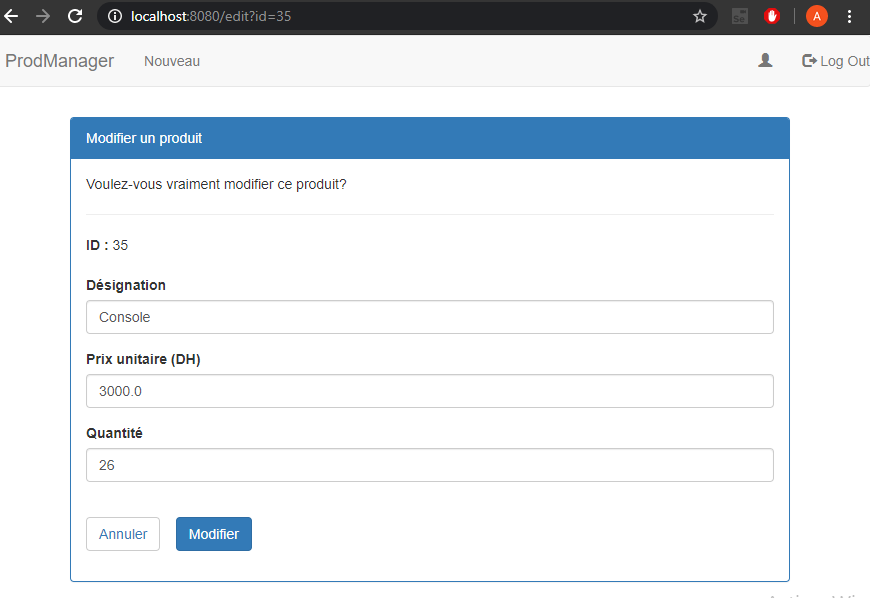 localhost:8080/edit?id=35
A
ProdManager
Nouveau
Log Out
Modifier un produit
Voulez-vous vraiment modifier ce produit?
ID : 35
Désignation
Console
Prix unitaire (DH)
3000.0
Quantité
26
Annuler
Modifier